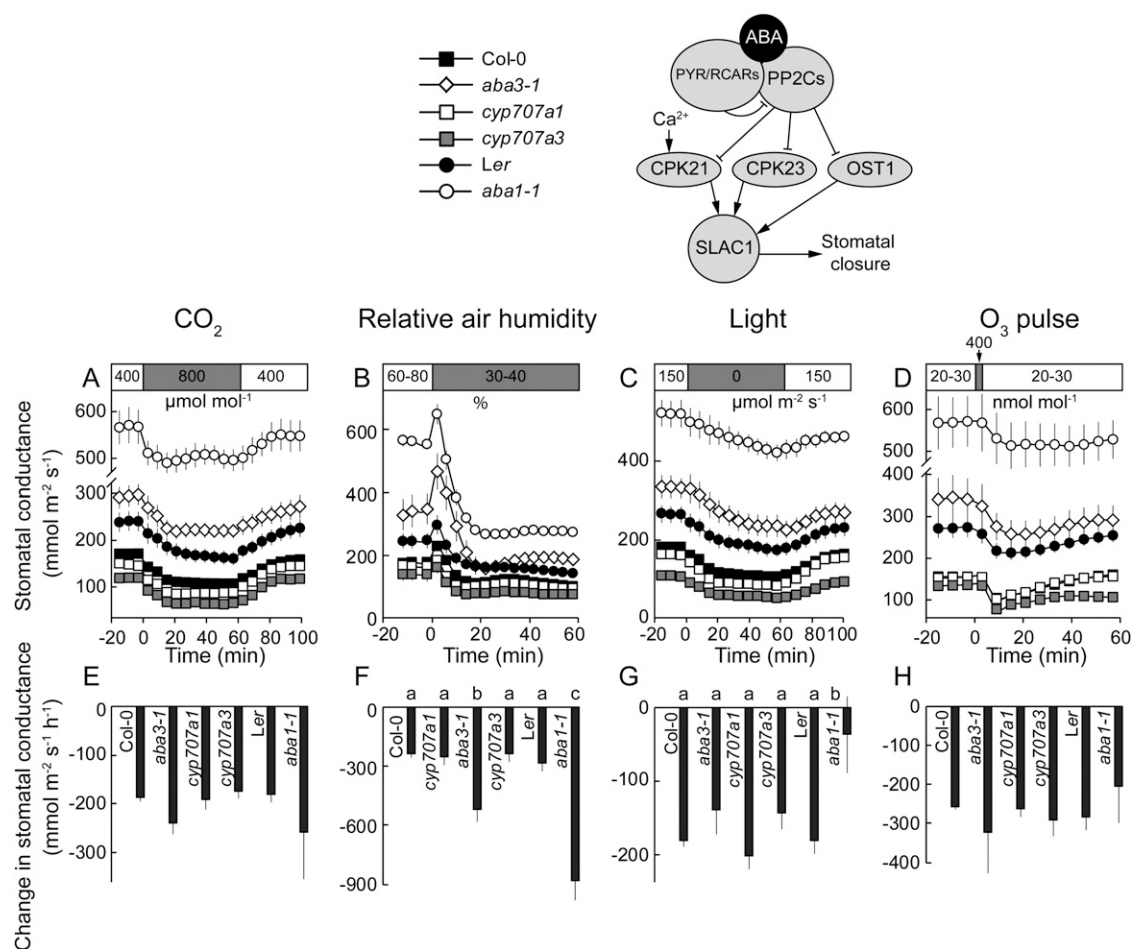 Col-0
aba3-1
cyp707a1
cyp707a3
Ler
aba1-1
ABA
PYR/RCARs
PP2Cs
Ca²⁺
CPK21
CPK23
OST1
SLAC1
Stomatal
closure
CO₂
Relative air humidity
Light
O₃ pulse
Stomatal conductance
(mmol m⁻² s⁻¹)
A
400
800
400
µmol mol⁻¹
600
500
300
200
100
-20
0
20
40
60
80
100
Time (min)
B
60-80
30-40
%
600
400
200
0
-20
0
20
40
60
Time (min)
C
150
0
150
µmol m⁻² s⁻¹
400
200
0
-20
0
20
40
60
80
100
Time (min)
D
400
20-30
20-30
nmol mol⁻¹
600
500
400
300
200
100
-20
0
20
40
60
Time (min)
Change in stomatal conductance
(mmol m⁻² s⁻¹ h⁻¹)
E
0
-100
-200
-300
Col-0
aba3-1
cyp707a1
cyp707a3
Ler
aba1-1
F
a
a
b
a
a
c
0
-300
-600
-900
Col-0
cyp707a1
aba3-1
cyp707a3
Ler
aba1-1
G
a
a
a
a
a
b
0
-100
-200
Col-0
aba3-1
cyp707a1
cyp707a3
Ler
aba1-1
H
0
-100
-200
-300
-400
Col-0
aba3-1
cyp707a1
cyp707a3
Ler
aba1-1